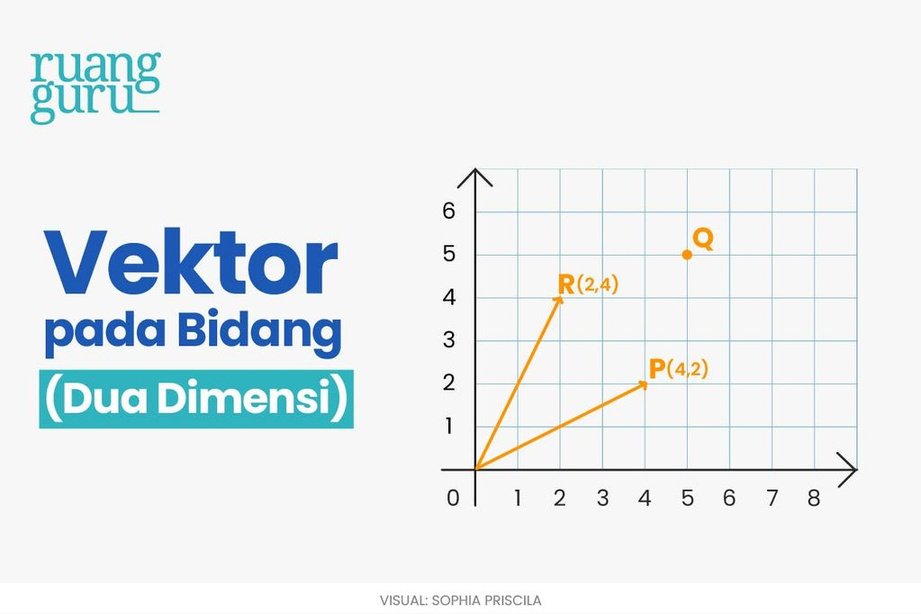 ruang
guru
Vektor
pada Bidang
(Dua Dimensi)
6
5
4
3
2
1
0 1 2 3 4 5 6 7 8
Q
R(2,4)
P(4,2)
VISUAL: SOPHIA PRISCILA